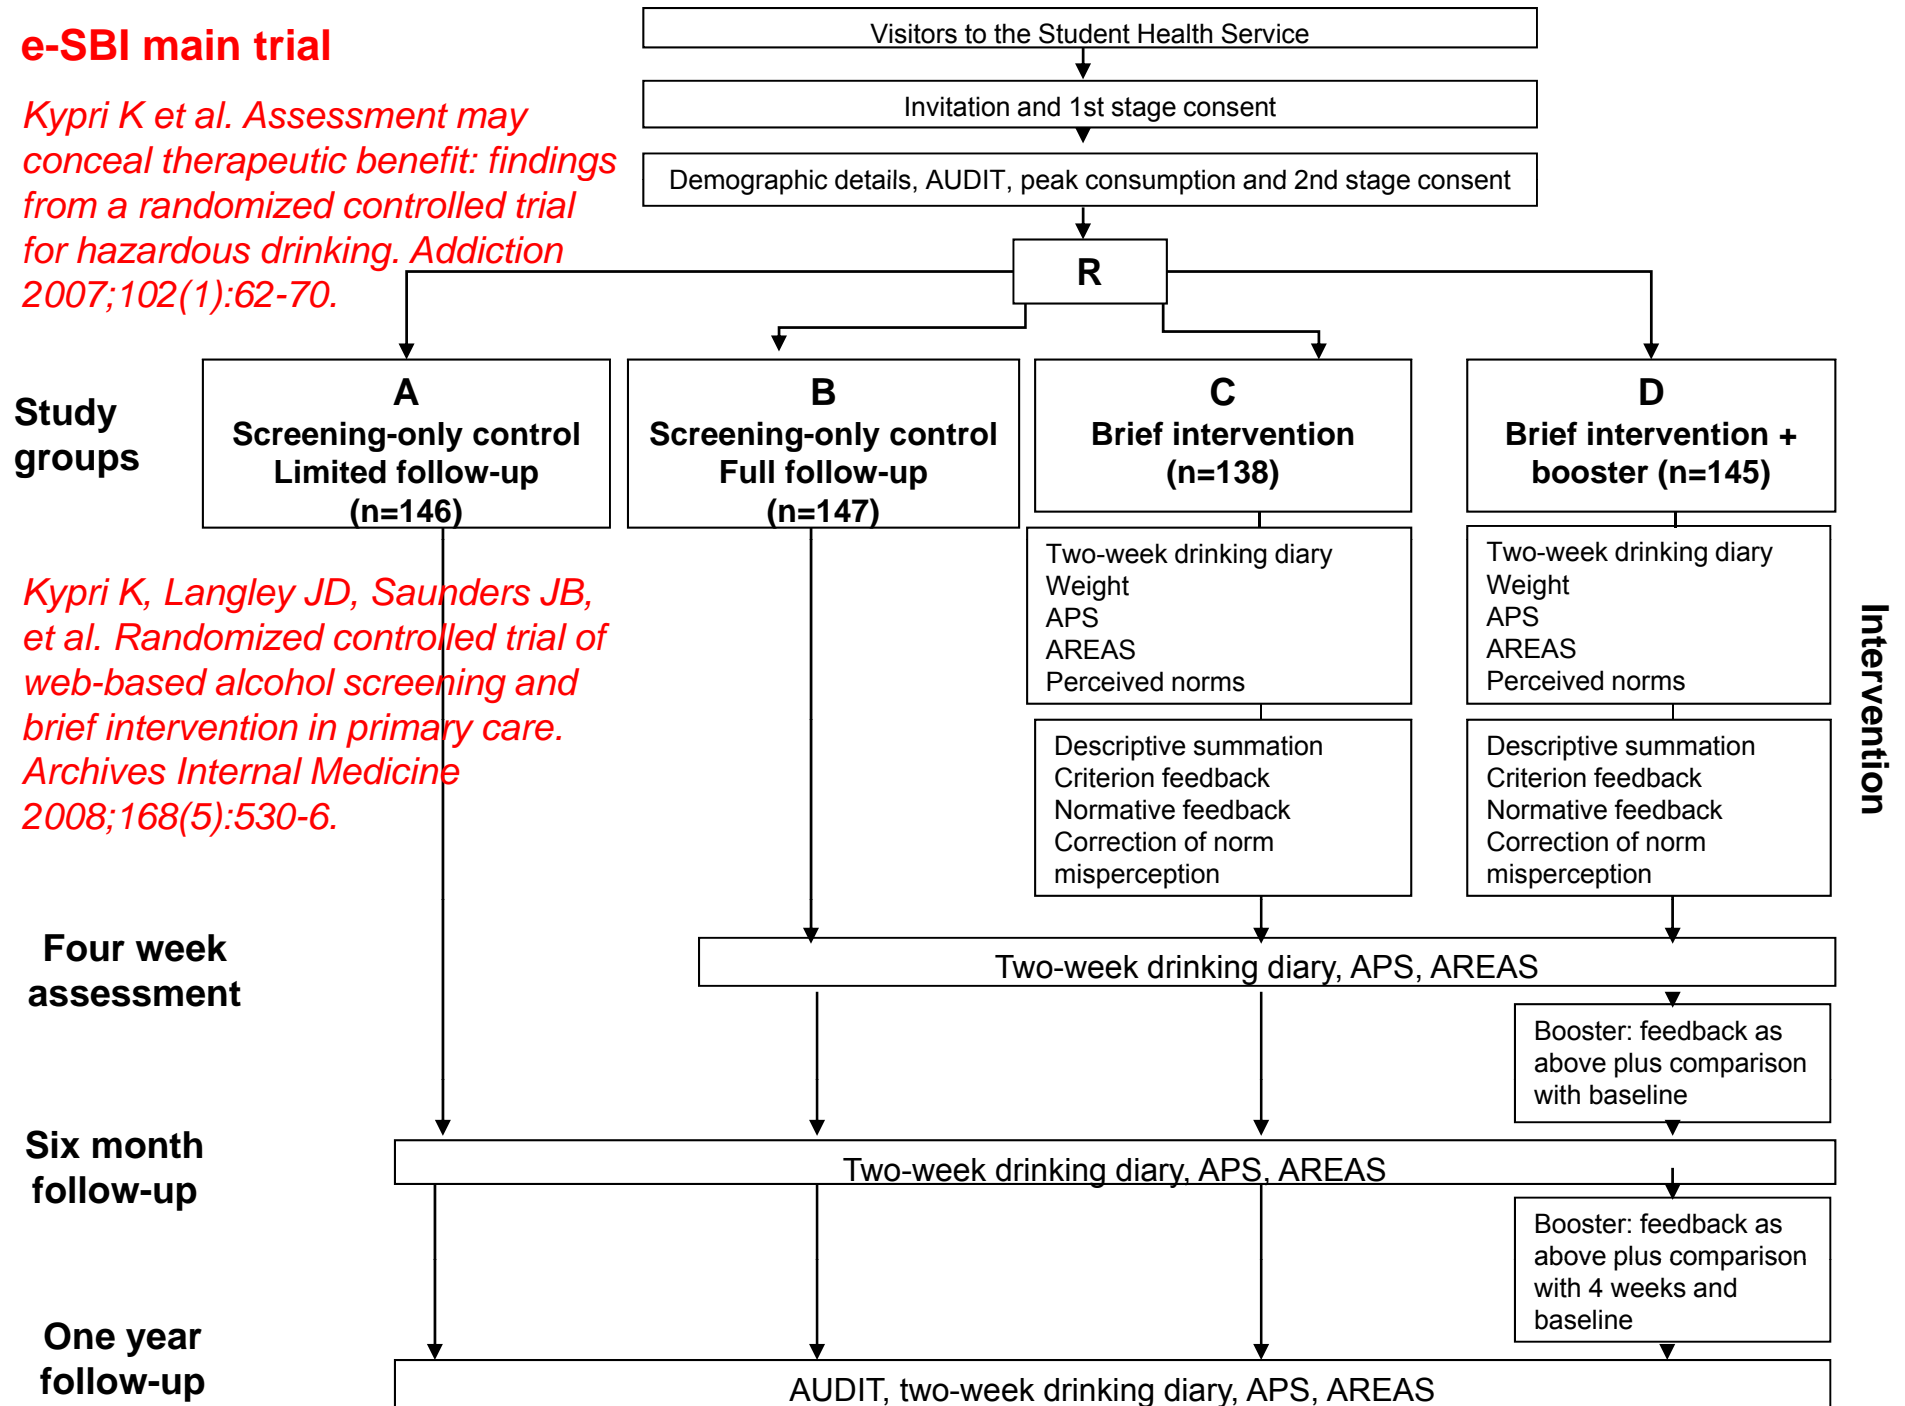 e-SBI main trial
Kypri K et al. Assessment may
conceal therapeutic benefit: findings
from a randomized controlled trial
for hazardous drinking. Addiction
2007;102(1):62-70.
Visitors to the Student Health Service
Invitation and 1st stage consent
Demographic details, AUDIT, peak consumption and 2nd stage consent
R
Study
groups
A
Screening-only control
Limited follow-up
(n=146)
B
Screening-only control
Full follow-up
(n=147)
C
Brief intervention
(n=138)
D
Brief intervention +
booster (n=145)
Kypri K, Langley JD, Saunders JB,
et al. Randomized controlled trial of
web-based alcohol screening and
brief intervention in primary care.
Archives Internal Medicine
2008;168(5):530-6.
Two-week drinking diary
Weight
APS
AREAS
Perceived norms
Two-week drinking diary
Weight
APS
AREAS
Perceived norms
Intervention
Descriptive summation
Criterion feedback
Normative feedback
Correction of norm
misperception
Descriptive summation
Criterion feedback
Normative feedback
Correction of norm
misperception
Four week
assessment
Two-week drinking diary, APS, AREAS
Booster: feedback as
above plus comparison
with baseline
Six month
follow-up
Two-week drinking diary, APS, AREAS
Booster: feedback as
above plus comparison
with 4 weeks and
baseline
One year
follow-up
AUDIT, two-week drinking diary, APS, AREAS